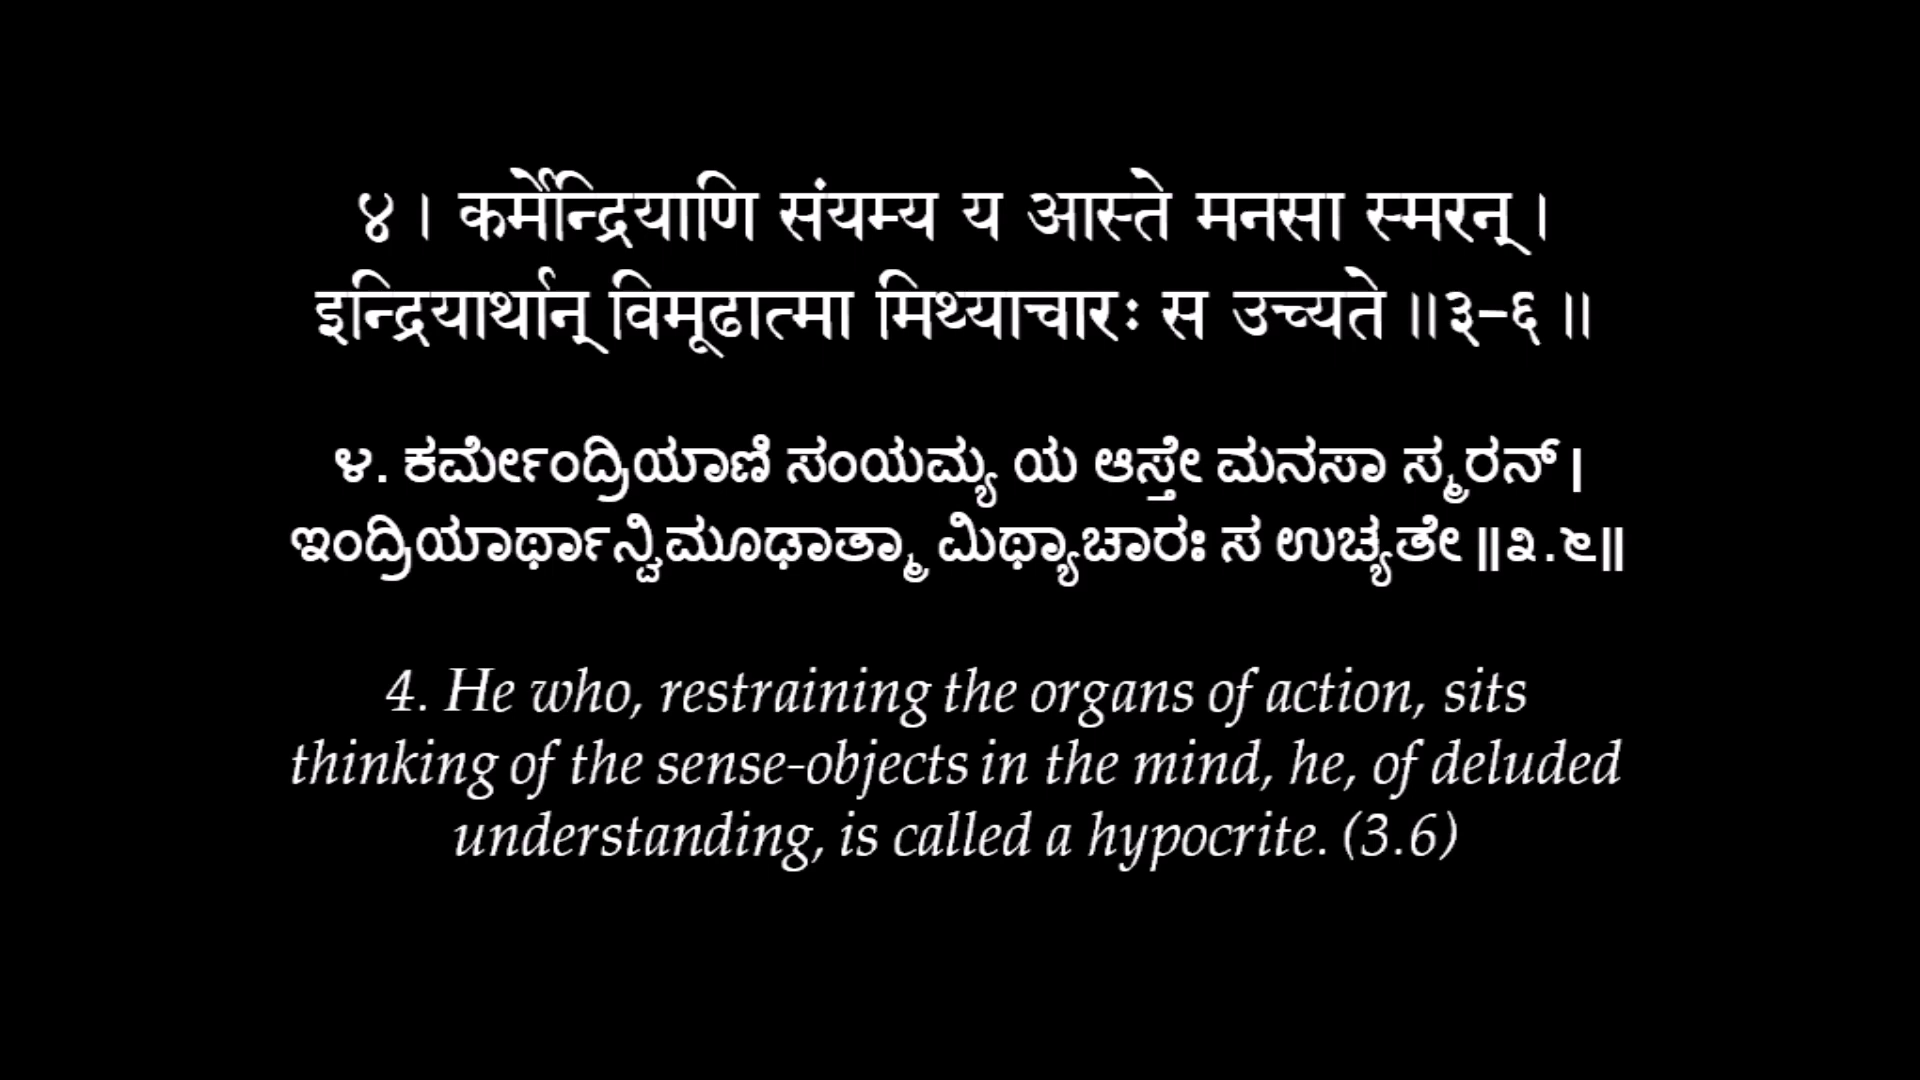 ४। कर्मेन्द्रियाणि संयम्य य आस्ते मनसा स्मरन्।
इन्द्रियार्थान् विमूढात्मा मिथ्याचारः स उच्यते॥३-६॥
೪. ಕರ್ಮೇಂದ್ರಿಯಾಣಿ ಸಂಯಮ್ಯ ಯ ಆಸ್ತೇ ಮನಸಾ ಸ್ಮರನ್।
ಇಂದ್ರಿಯಾರ್ಥಾನ್ವಿಮೂಢಾತ್ಮಾ ಮಿಥ್ಯಾಚಾರಃ ಸ ಉಚ್ಯತೇ॥೩.೬॥
4. He who, restraining the organs of action, sits
thinking of the sense-objects in the mind, he, of deluded
understanding, is called a hypocrite. (3.6)